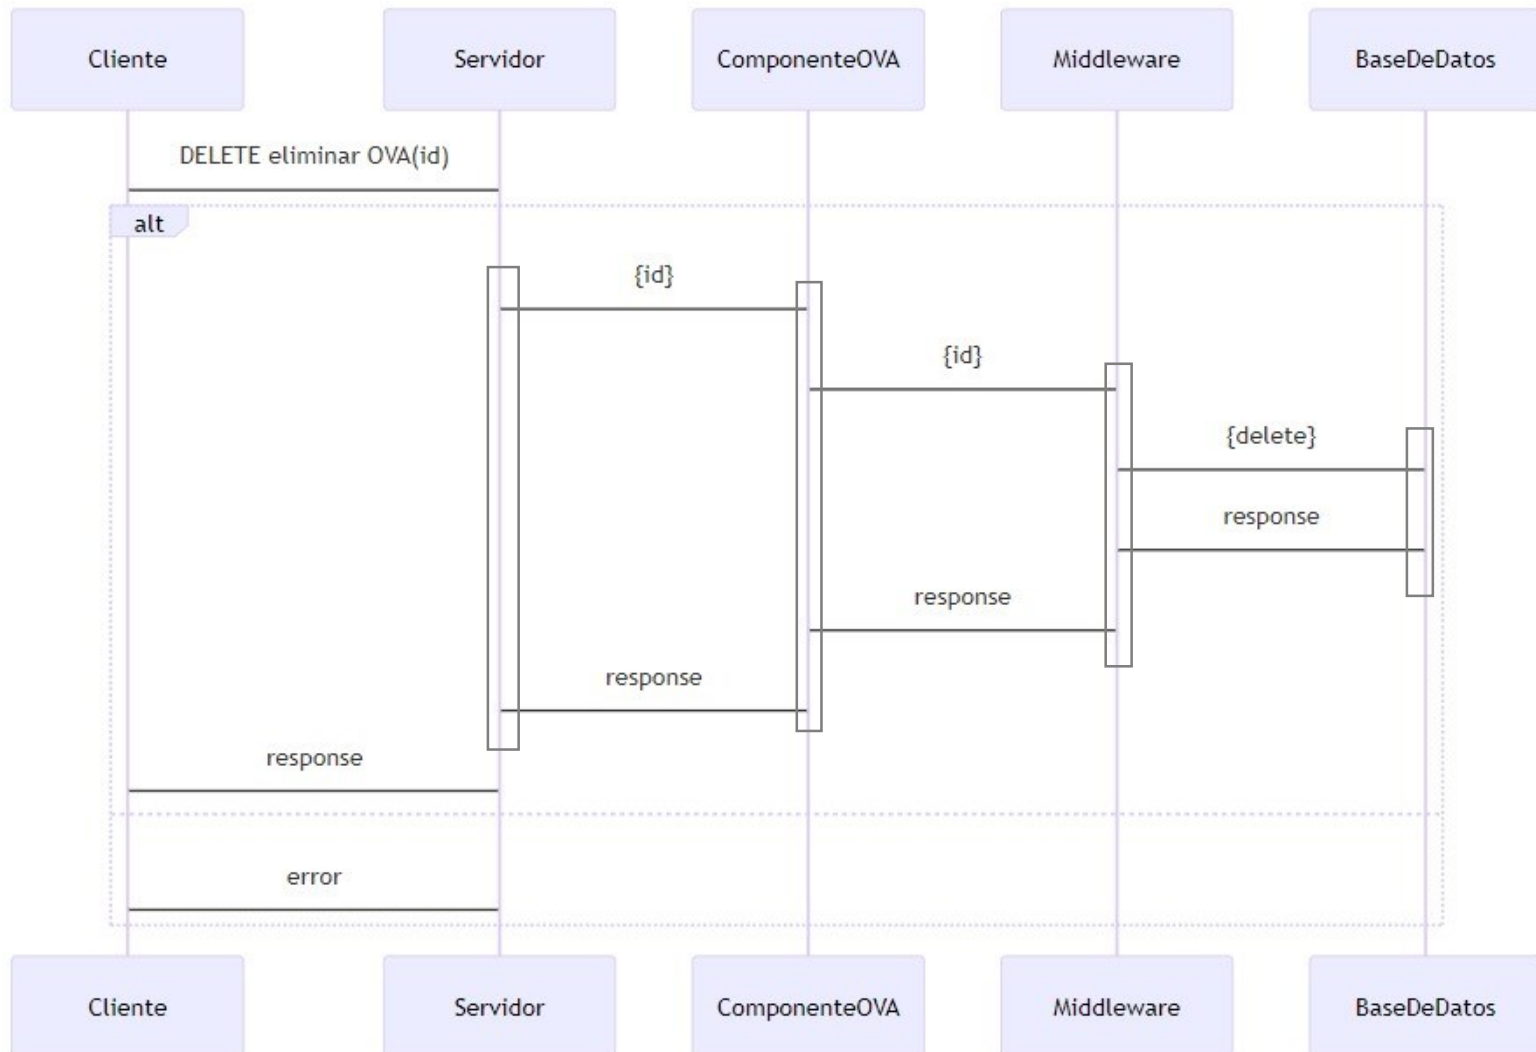 Cliente
Servidor
ComponenteOVA
Middleware
BaseDeDatos
DELETE eliminar OVA(id)
alt
{id}
{id}
{delete}
response
response
response
response
error
Cliente
Servidor
ComponenteOVA
Middleware
BaseDeDatos